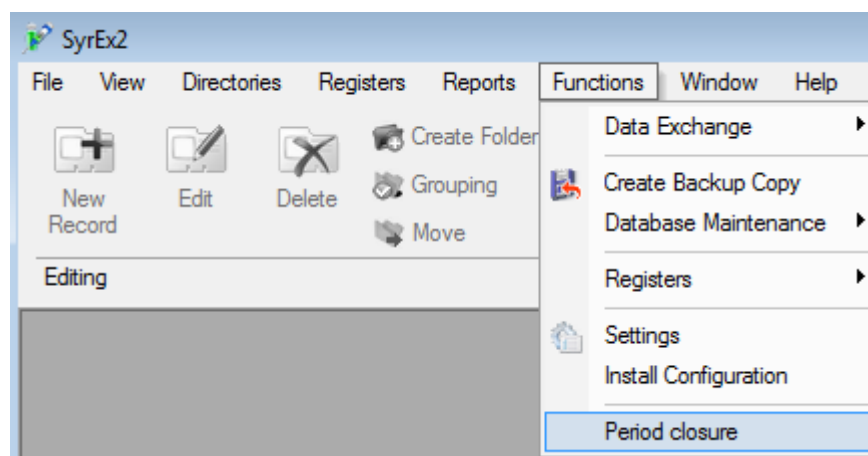 SyrEx2
File View Directories Registers Reports Functions Window Help
New Record
Edit
Delete
Create Folder
Grouping
Move
Editing
Data Exchange
Create Backup Copy
Database Maintenance
Registers
Settings
Install Configuration
Period closure